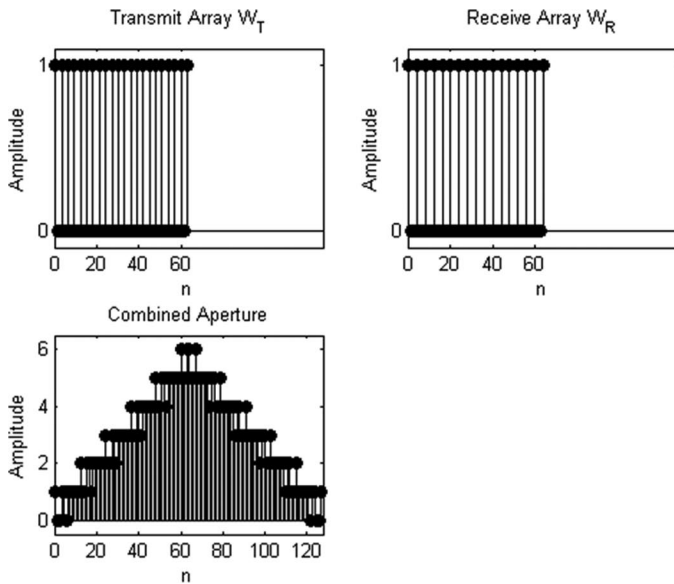 Transmit Array W_T
Receive Array W_R
1
0
Amplitude
0 20 40 60
n
1
0
Amplitude
0 20 40 60
n
Combined Aperture
6
4
2
0
Amplitude
0 20 40 60 80 100 120
n